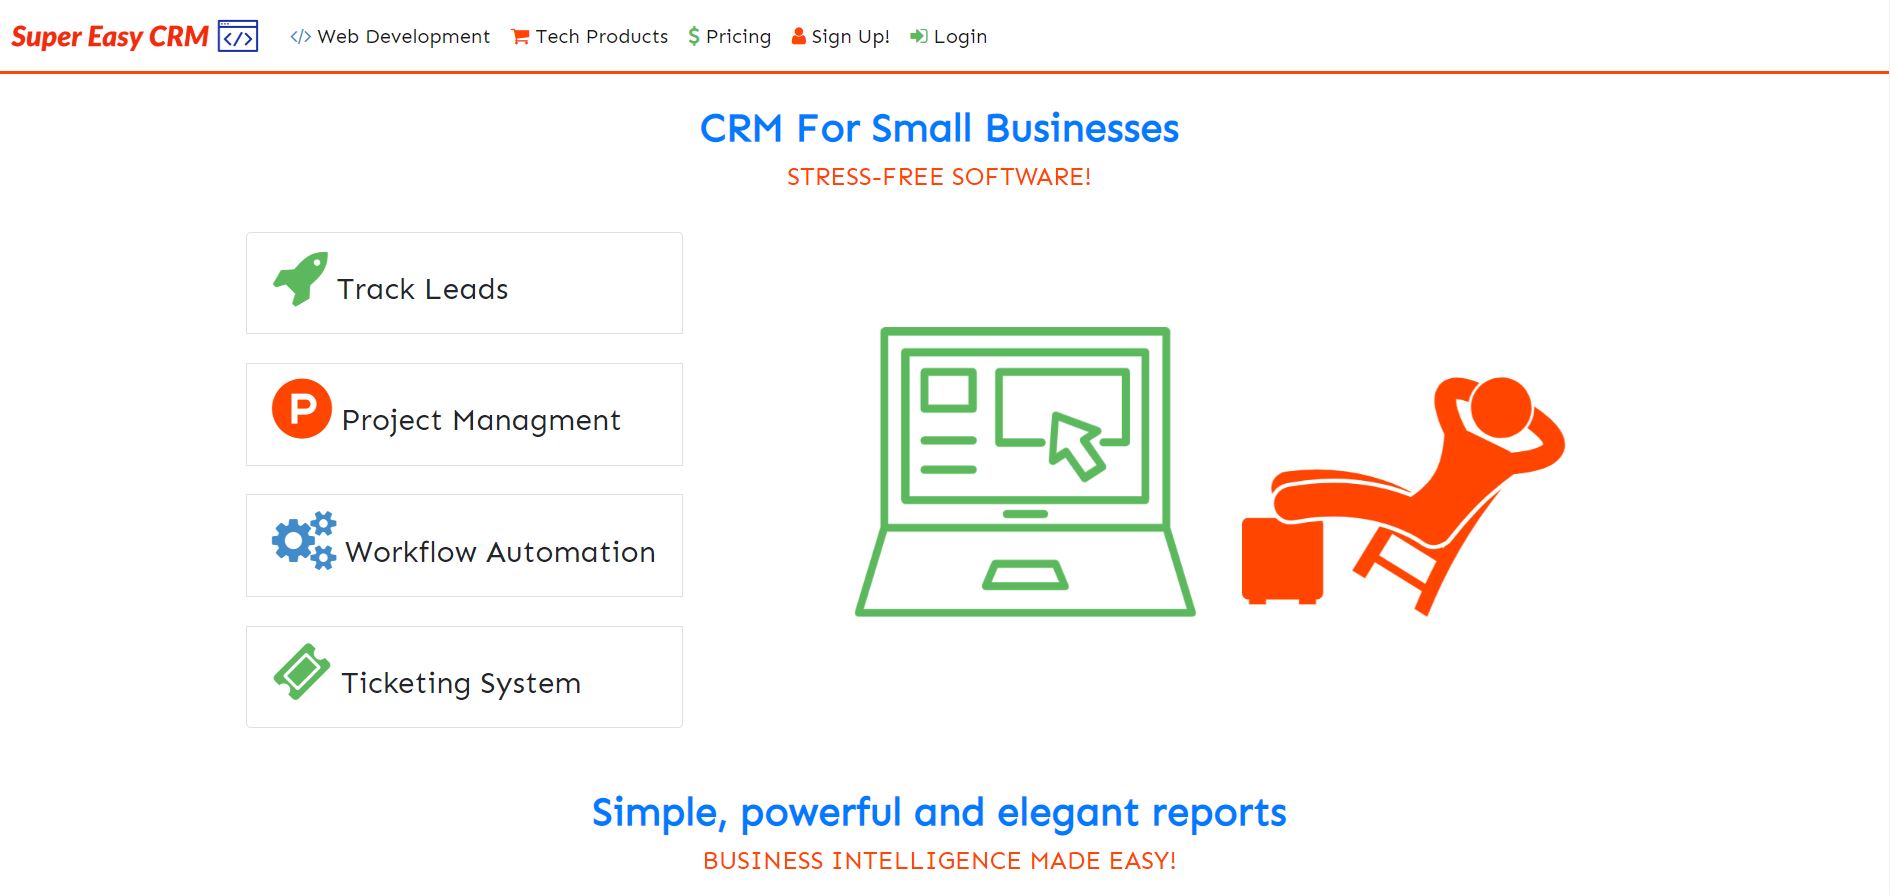 Super Easy CRM </> </> Web Development Tech Products $ Pricing Sign Up! Login
CRM For Small Businesses
STRESS-FREE SOFTWARE!
Track Leads
P Project Managment
Workflow Automation
Ticketing System
Simple, powerful and elegant reports
BUSINESS INTELLIGENCE MADE EASY!